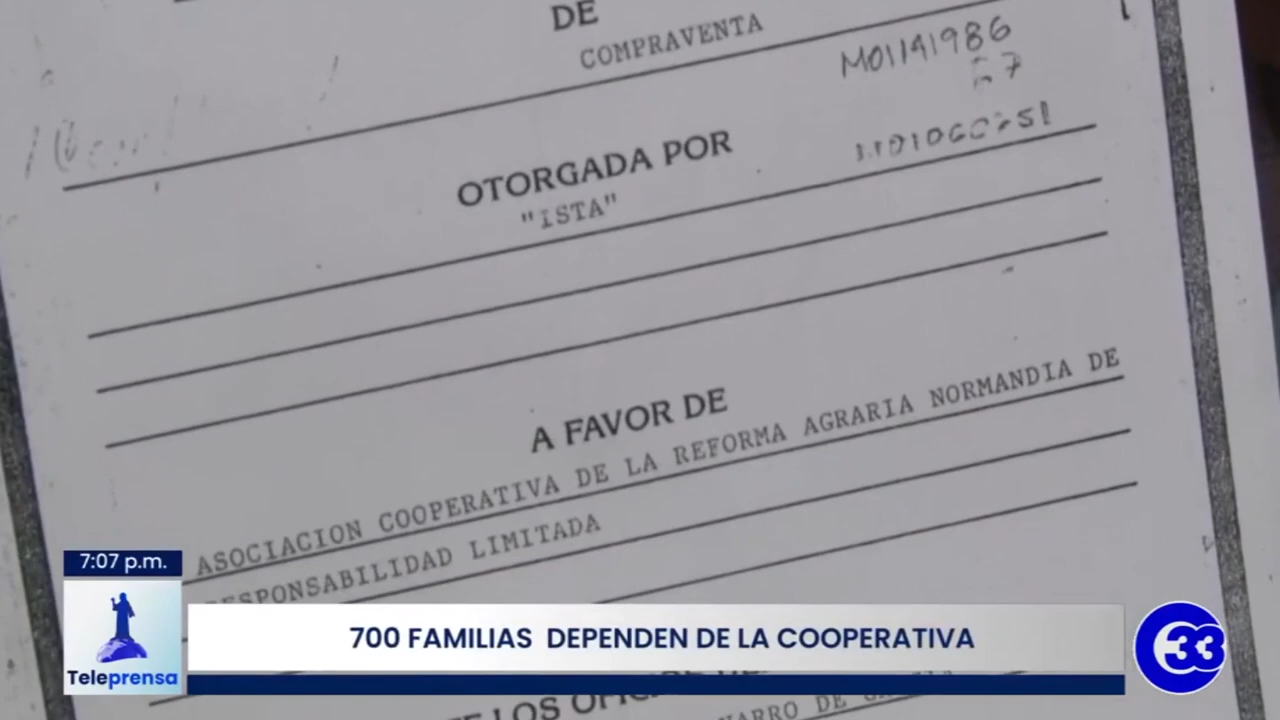 DE
COMPRAVENTA
M01141986
67
OTORGADA POR
"ISTA"
A FAVOR DE
ASOCIACION COOPERATIVA DE LA REFORMA AGRARIA NORMANDIA DE
RESPONSABILIDAD LIMITADA
7:07 p.m.
Teleprensa
700 FAMILIAS DEPENDEN DE LA COOPERATIVA
33
LOS